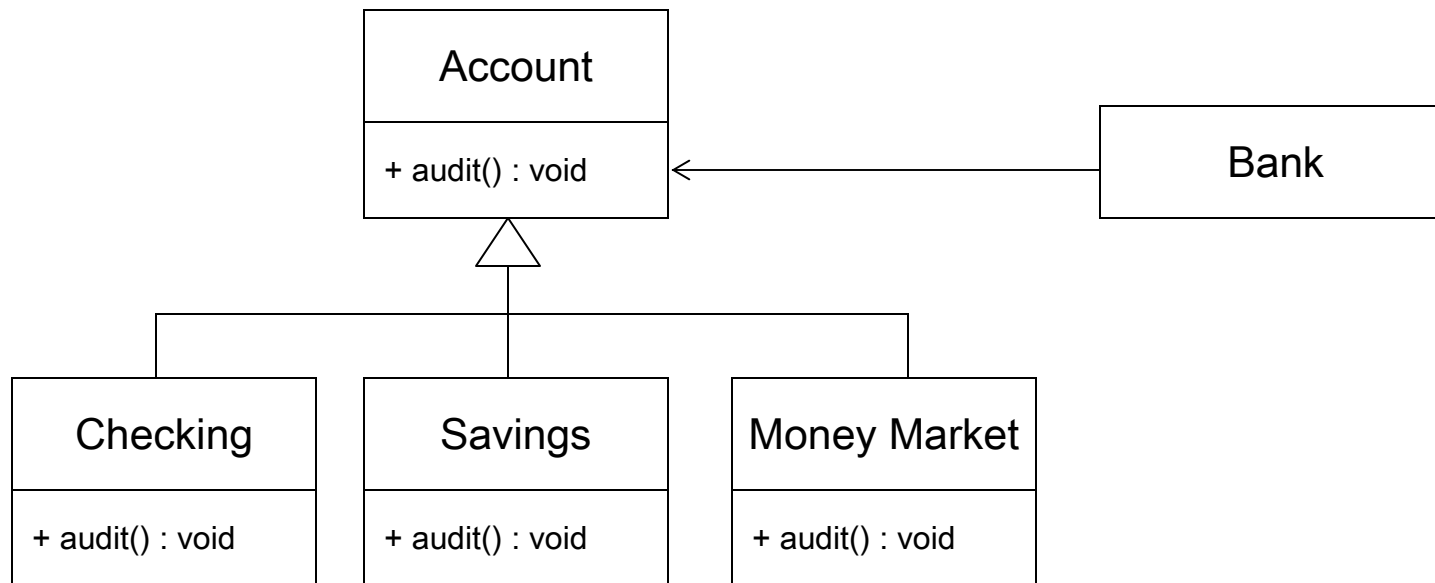 Account
+ audit() : void
Bank
Checking
+ audit() : void
Savings
+ audit() : void
Money Market
+ audit() : void